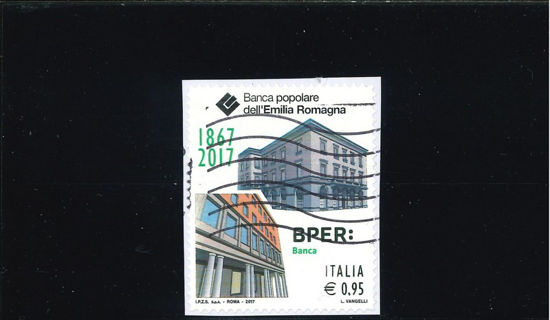 Banca popolare
dell'Emilia Romagna
1867
2017
BPER:
Banca
ITALIA
€ 0,95
I.P.Z.S. S.p.A. - ROMA - 2017
L. VANGELLI